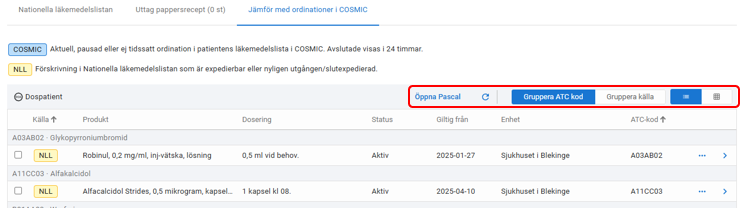 Nationella läkemedelslistan Uttag pappersrecept (0 st) Jämför med ordinationer i COSMIC
COSMIC Aktuell, pausad eller ej tidssatt ordination i patientens läkemedelslista i COSMIC. Avslutade visas i 24 timmar.
NLL Förskrivning i Nationella läkemedelslistan som är expedierbar eller nyligen utgången/slutexpedierad.
Dospatient Öppna Pascal Gruppera ATC kod Gruppera källa
Källa Produkt Dosering Status Giltig från Enhet ATC-kod
A03AB02 · Glykopyrroniumbromid
NLL Robinul, 0,2 mg/ml, inj-vätska, lösning 0,5 ml vid behov. Aktiv 2025-01-27 Sjukhuset i Blekinge A03AB02
A11CC03 · Alfakalcidol
NLL Alfacalcidol Strides, 0,5 mikrogram, kapsel... 1 kapsel kl 08. Aktiv 2025-04-10 Sjukhuset i Blekinge A11CC03